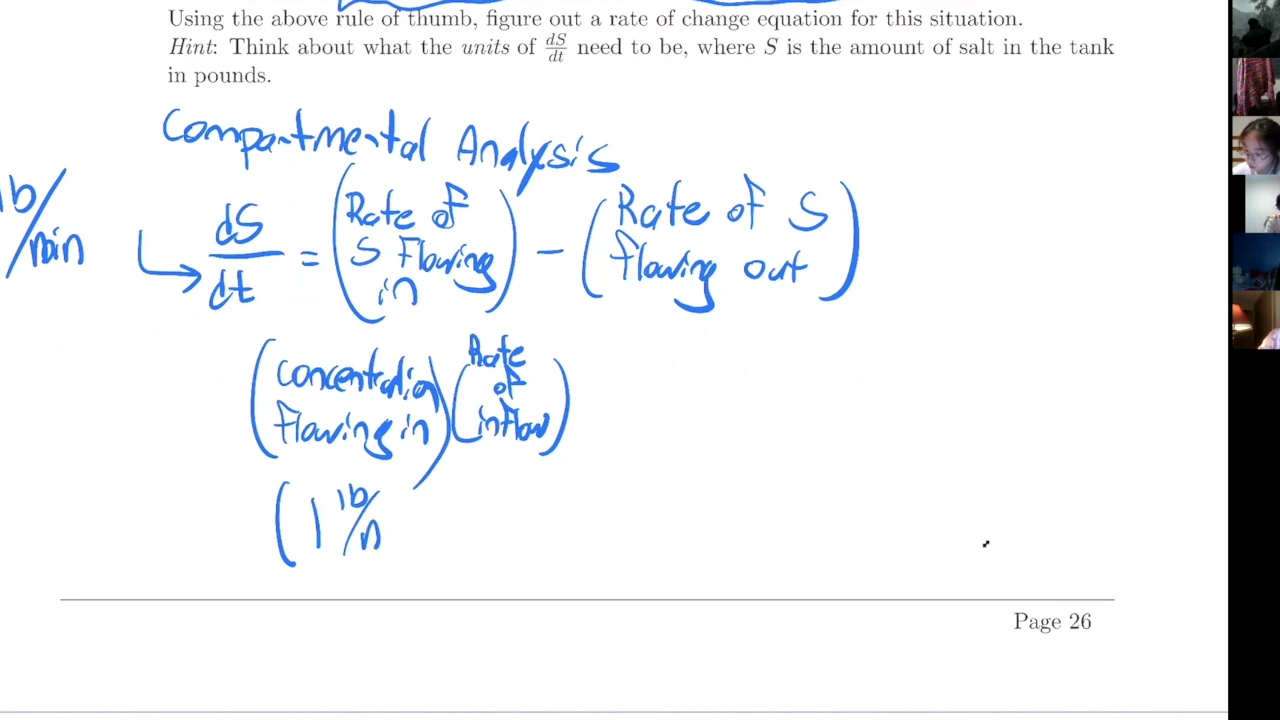 Using the above rule of thumb, figure out a rate of change equation for this situation.
Hint: Think about what the units of dS/dt need to be, where S is the amount of salt in the tank
in pounds.
Compartmental Analysis
lb/min
dS/dt = (Rate of S Flowing in) - (Rate of S flowing out)
(concentration flowing in) (Rate of inflow)
(1 lb/n
Page 26